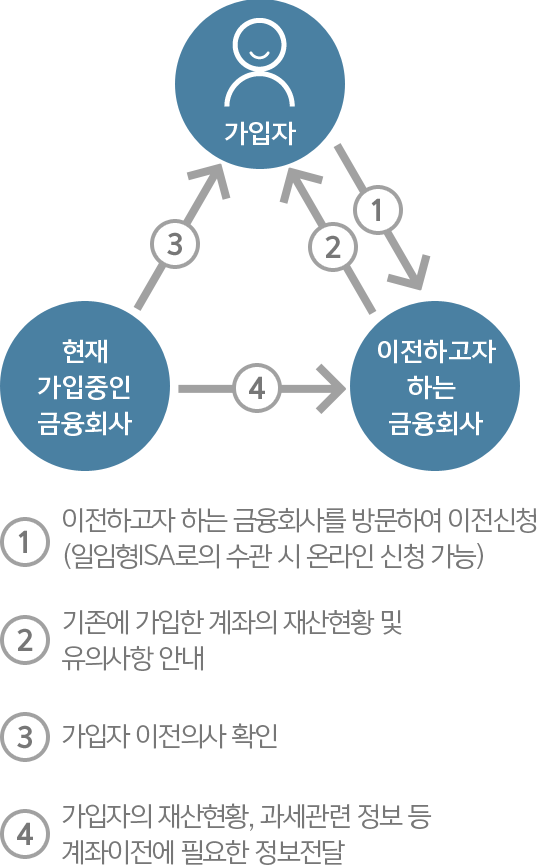 가입자
1
2
3
현재
가입중인
금융회사
4
이전하고자
하는
금융회사
1
이전하고자 하는 금융회사를 방문하여 이전신청
(일임형ISA로의 수관 시 온라인 신청 가능)
2
기존에 가입한 계좌의 재산현황 및
유의사항 안내
3
가입자 이전의사 확인
4
가입자의 재산현황, 과세관련 정보 등
계좌이전에 필요한 정보전달